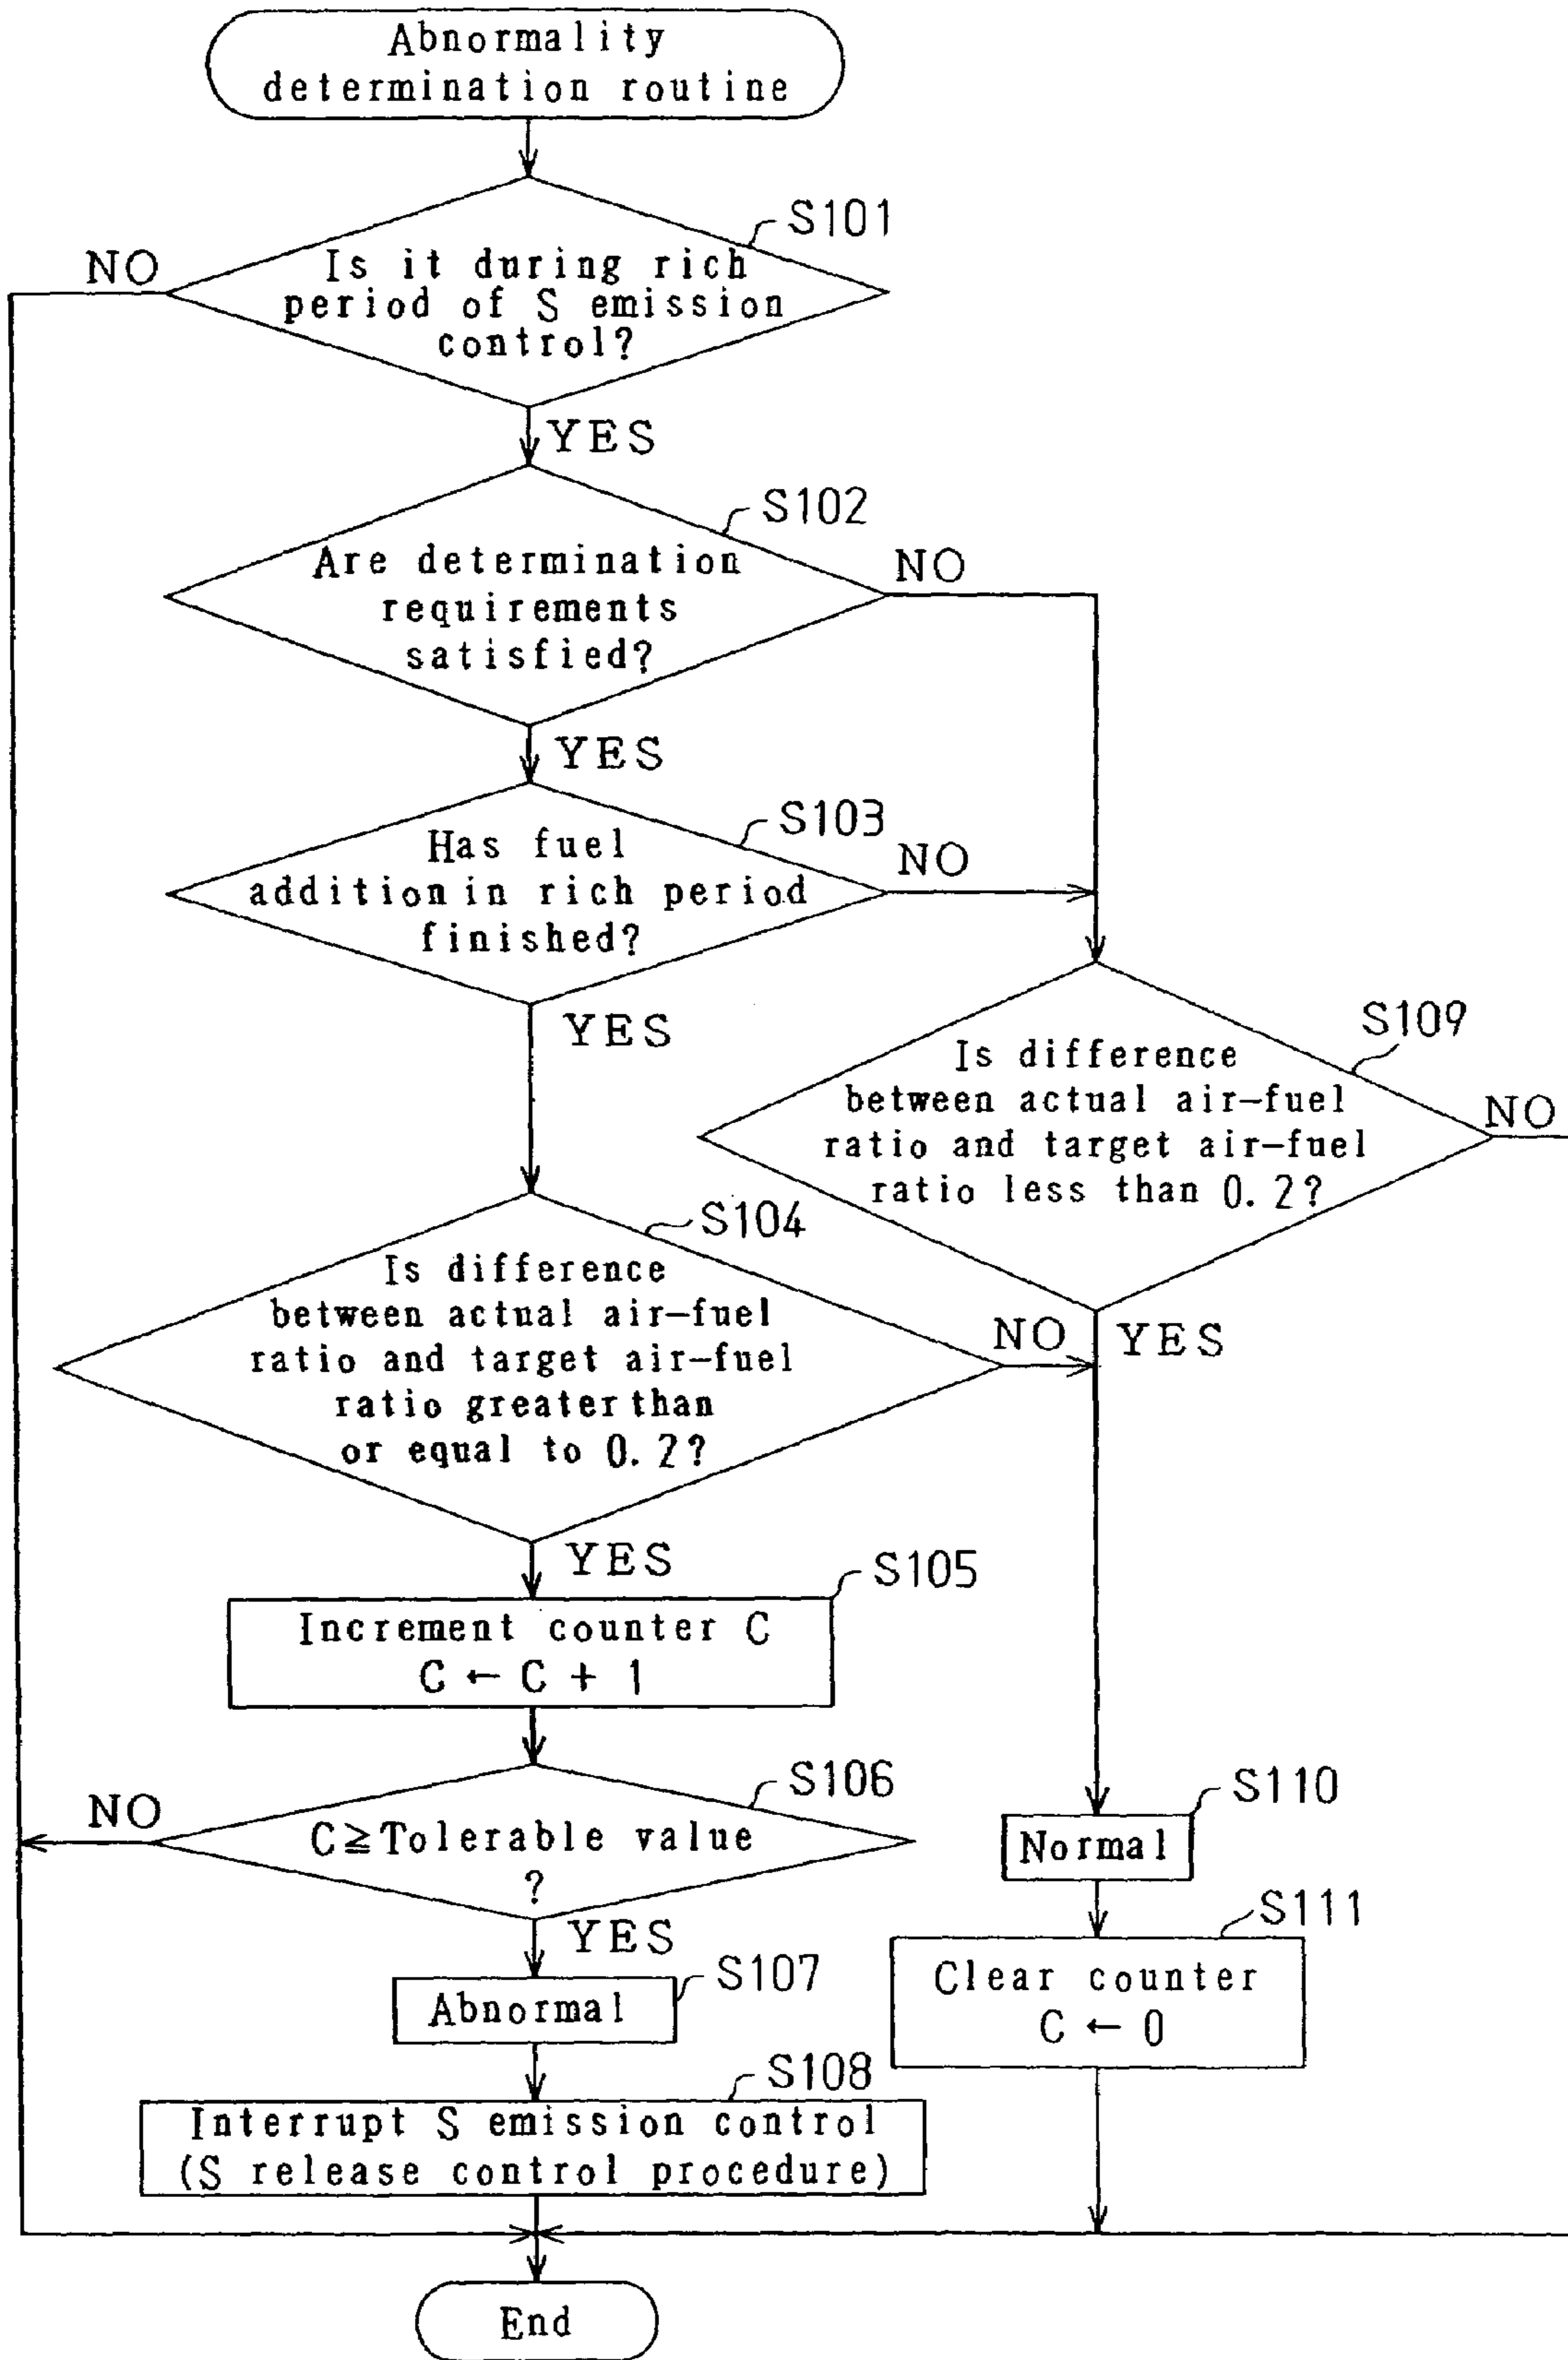 Abnormality
determination routine
S101
NO
Is it during rich
period of S emission
control?
YES
S102
Are determination
requirements
satisfied?
NO
YES
S103
Has fuel
addition in rich period
finished?
NO
YES
S109
Is difference
between actual air-fuel
ratio and target air-fuel
ratio less than 0.2?
NO
YES
S104
Is difference
between actual air-fuel
ratio and target air-fuel
ratio greater than
or equal to 0.2?
NO
YES
S105
Increment counter C
C ← C + 1
S106
NO
C≧Tolerable value
?
YES
S107
Abnormal
S108
Interrupt S emission control
(S release control procedure)
S110
Normal
S111
Clear counter
C ← 0
End